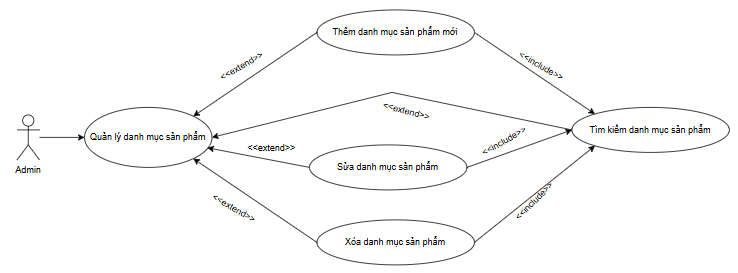 Thêm danh mục sản phẩm mới
<<extend>>
<<include>>
<<extend>>
Quản lý danh mục sản phẩm
Tìm kiếm danh mục sản phẩm
<<include>>
<<extend>>
Admin
Sửa danh mục sản phẩm
<<extend>>
<<include>>
Xóa danh mục sản phẩm